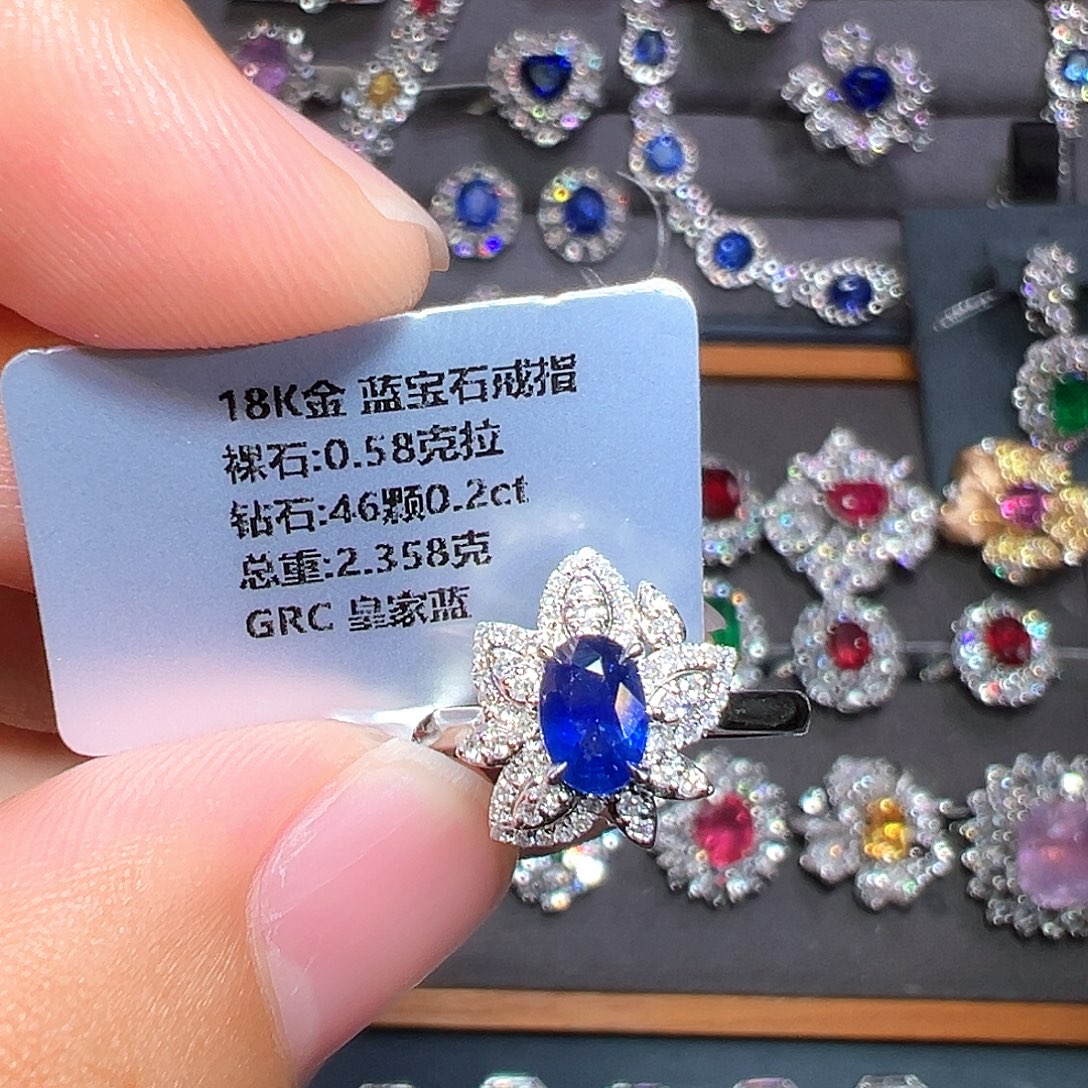 18K金 蓝宝石戒指
裸石:0.58克拉
钻石:46颗0.2ct
总重:2.358克
GRC 皇家蓝